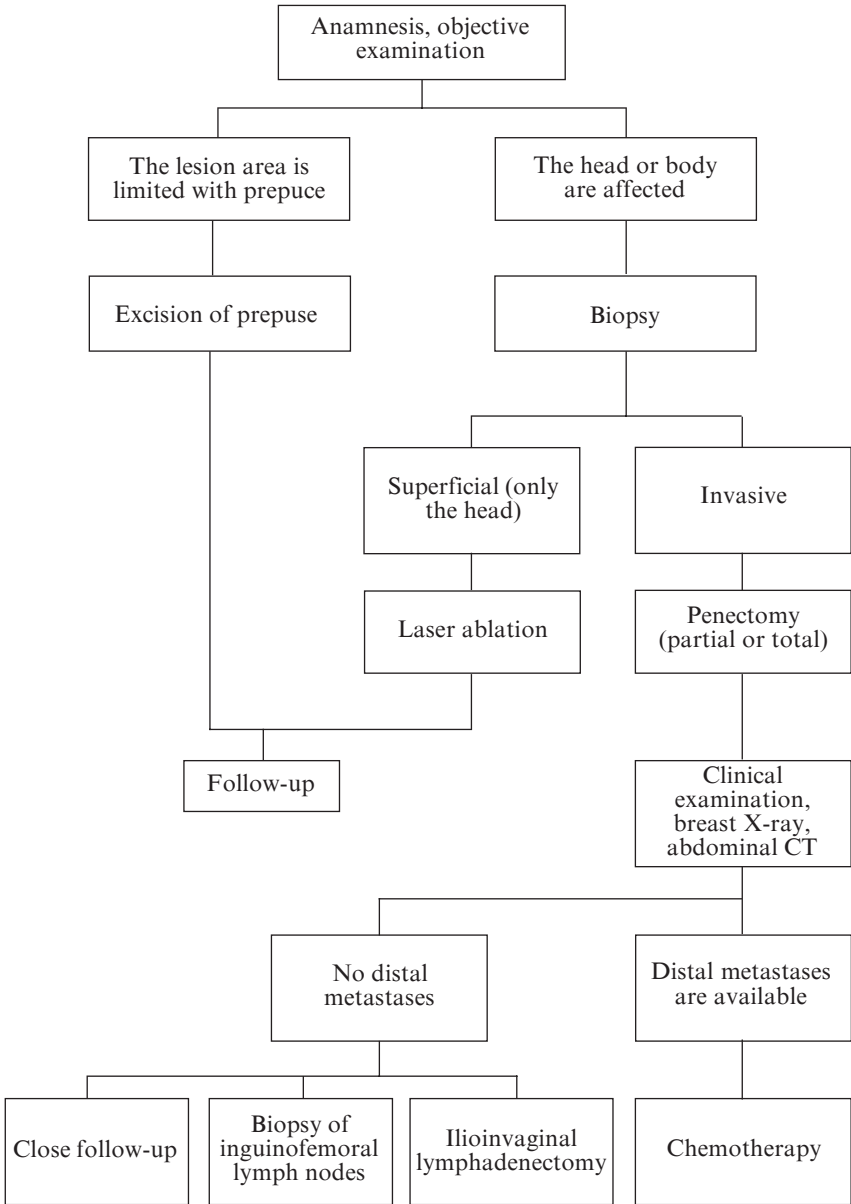 Anamnesis, objective
examination
The lesion area is
limited with prepuce
The head or body
are affected
Excision of prepuse
Biopsy
Superficial (only
the head)
Invasive
Laser ablation
Penectomy
(partial or total)
Follow-up
Clinical
examination,
breast X-ray,
abdominal CT
No distal
metastases
Distal metastases
are available
Close follow-up
Biopsy of
inguinofemoral
lymph nodes
Ilioinvaginal
lymphadenectomy
Chemotherapy